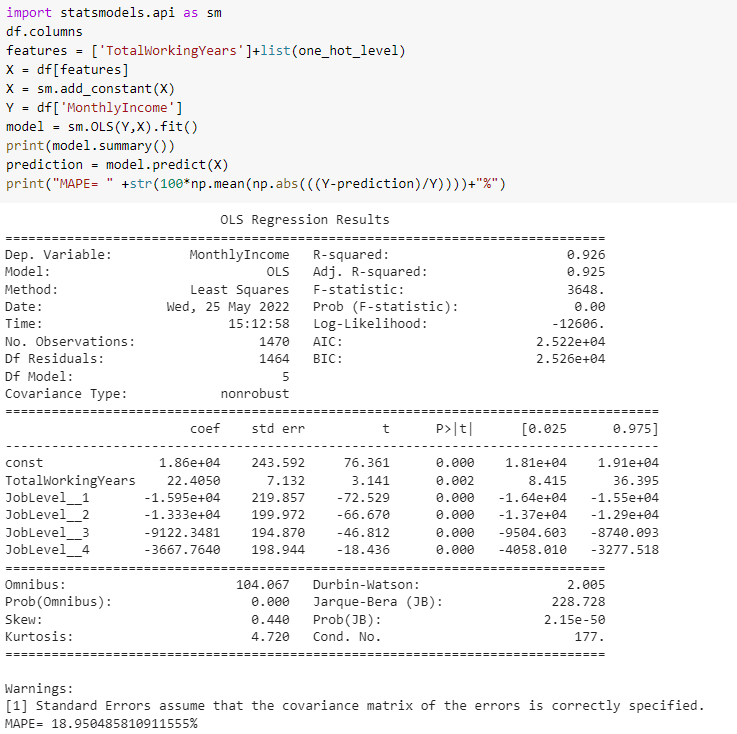 import statsmodels.api as sm
df.columns
features = ['TotalWorkingYears']+list(one_hot_level)
X = df[features]
X = sm.add_constant(X)
Y = df['MonthlyIncome']
model = sm.OLS(Y,X).fit()
print(model.summary())
prediction = model.predict(X)
print("MAPE= " +str(100*np.mean(np.abs(((Y-prediction)/Y))))+"%")
                            OLS Regression Results
==============================================================================
Dep. Variable:          MonthlyIncome   R-squared:                       0.926
Model:                            OLS   Adj. R-squared:                  0.925
Method:                 Least Squares   F-statistic:                     3648.
Date:                Wed, 25 May 2022   Prob (F-statistic):               0.00
Time:                        15:12:58   Log-Likelihood:                -12606.
No. Observations:                1470   AIC:                         2.522e+04
Df Residuals:                    1464   BIC:                         2.526e+04
Df Model:                           5
Covariance Type:            nonrobust
=====================================================================================
                        coef    std err          t      P>|t|      [0.025      0.975]
-------------------------------------------------------------------------------------
const               1.86e+04    243.592     76.361      0.000    1.81e+04    1.91e+04
TotalWorkingYears    22.4050      7.132      3.141      0.002       8.415      36.395
JobLevel__1       -1.595e+04    219.857    -72.529      0.000   -1.64e+04   -1.55e+04
JobLevel__2       -1.333e+04    199.972    -66.670      0.000   -1.37e+04   -1.29e+04
JobLevel__3       -9122.3481    194.870    -46.812      0.000   -9504.603   -8740.093
JobLevel__4       -3667.7640    198.944    -18.436      0.000   -4058.010   -3277.518
==============================================================================
Omnibus:                      104.067   Durbin-Watson:                   2.005
Prob(Omnibus):                  0.000   Jarque-Bera (JB):              228.728
Skew:                           0.440   Prob(JB):                     2.15e-50
Kurtosis:                       4.720   Cond. No.                         177.
==============================================================================
Warnings:
[1] Standard Errors assume that the covariance matrix of the errors is correctly specified.
MAPE= 18.950485810911555%